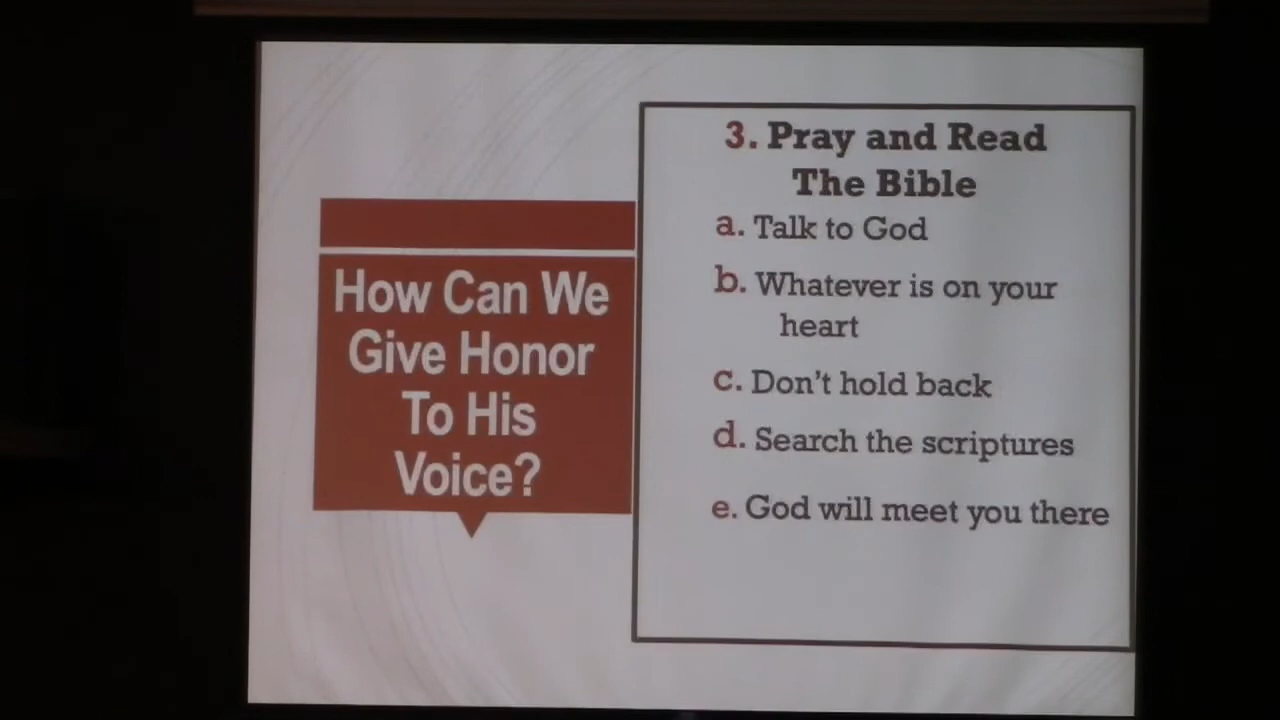 How Can We
Give Honor
To His
Voice?
3. Pray and Read
The Bible
a. Talk to God
b. Whatever is on your
heart
c. Don't hold back
d. Search the scriptures
e. God will meet you there